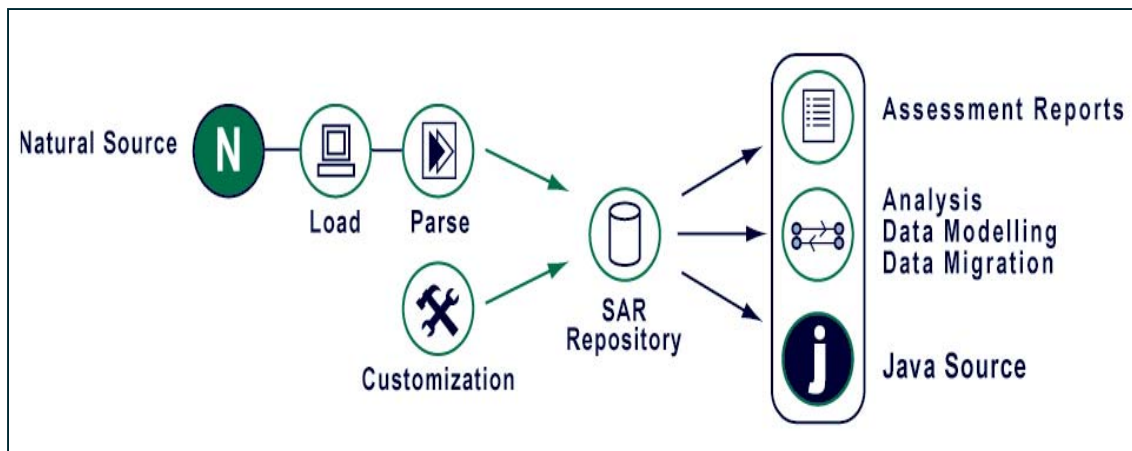 Natural Source
N
Load
Parse
Customization
SAR
Repository
Assessment Reports
Analysis
Data Modelling
Data Migration
j
Java Source